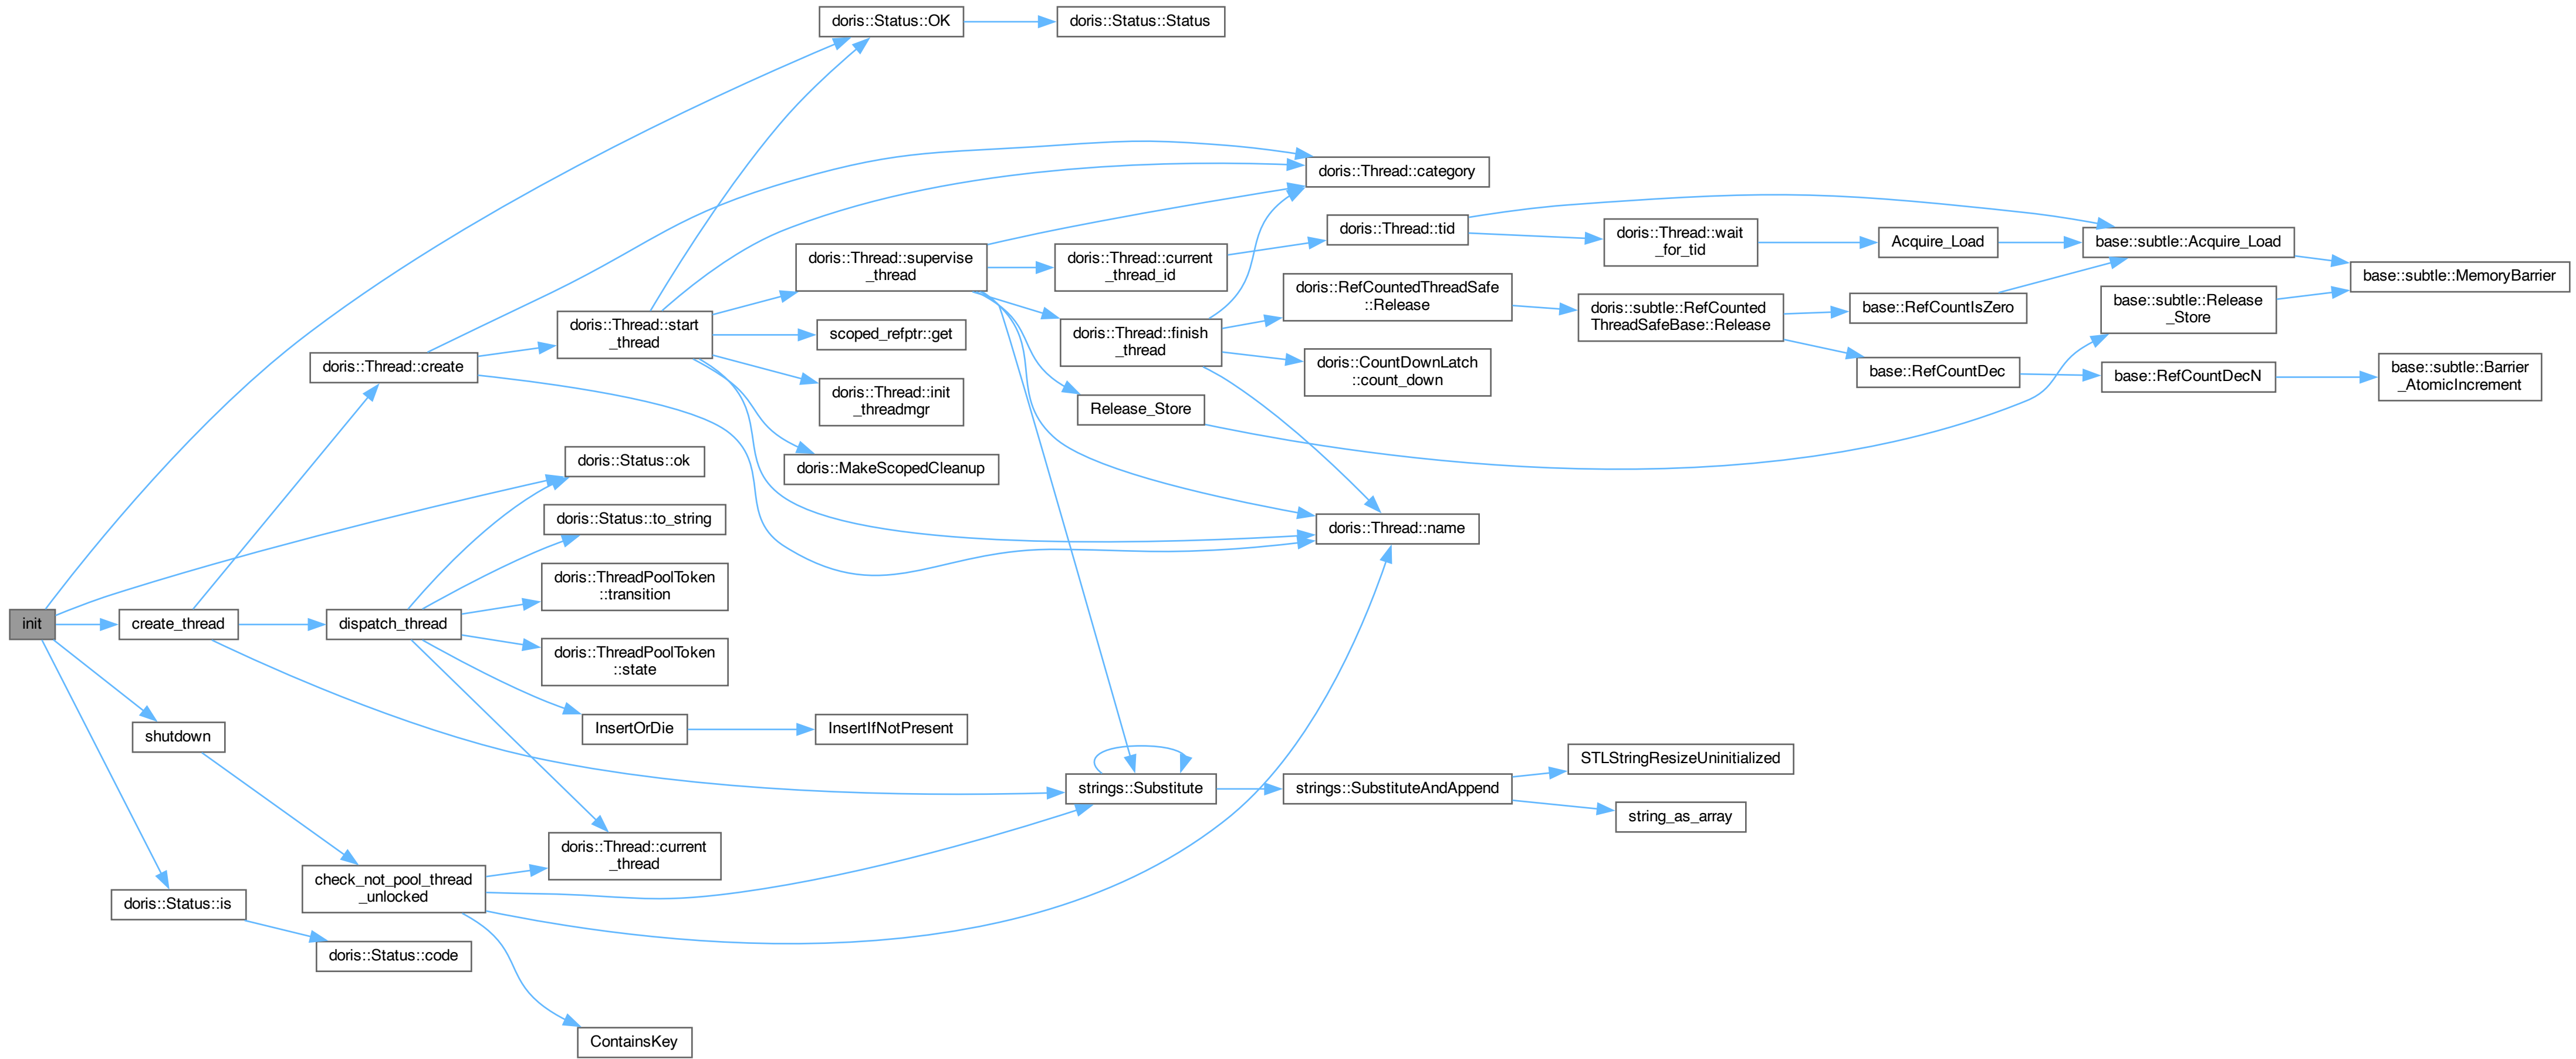 init
create_thread
shutdown
doris::Status::is
doris::Thread::create
dispatch_thread
check_not_pool_thread
_unlocked
doris::Status::code
doris::Thread::start
_thread
doris::Status::ok
doris::Status::to_string
doris::ThreadPoolToken
::transition
doris::ThreadPoolToken
::state
InsertOrDie
doris::Thread::current
_thread
ContainsKey
doris::Status::OK
doris::Thread::supervise
_thread
scoped_refptr::get
doris::Thread::init
_threadmgr
doris::MakeScopedCleanup
InsertIfNotPresent
doris::Status::Status
doris::Thread::current
_thread_id
doris::Thread::finish
_thread
Release_Store
strings::Substitute
doris::Thread::category
doris::Thread::tid
doris::RefCountedThreadSafe
::Release
doris::CountDownLatch
::count_down
doris::Thread::name
strings::SubstituteAndAppend
doris::Thread::wait
_for_tid
doris::subtle::RefCounted
ThreadSafeBase::Release
STLStringResizeUninitialized
string_as_array
Acquire_Load
base::RefCountIsZero
base::RefCountDec
base::subtle::Acquire_Load
base::subtle::Release
_Store
base::RefCountDecN
base::subtle::MemoryBarrier
base::subtle::Barrier
_AtomicIncrement